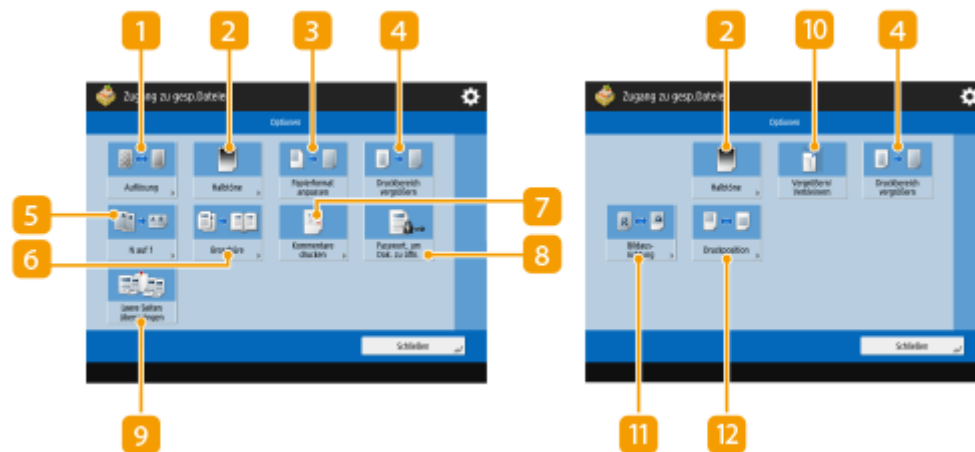 1
2
3
4
2
10
4
Zugang zu gesp.Dateien
Zugang zu gesp.Dateien
Optionen
Optionen
Auflösung
Halbtöne
Papierformat
anpassen
Druckbereich
vergrößern
Halbtöne
Vergrößern/
Verkleinern
Druckbereich
vergrößern
5
6
7
8
N auf 1
Broschüre
Kommentare
drucken
Passwort, um
Dok. zu öffn.
Druckposition
Leere Seiten
Schließen
Schließen
9
11
12